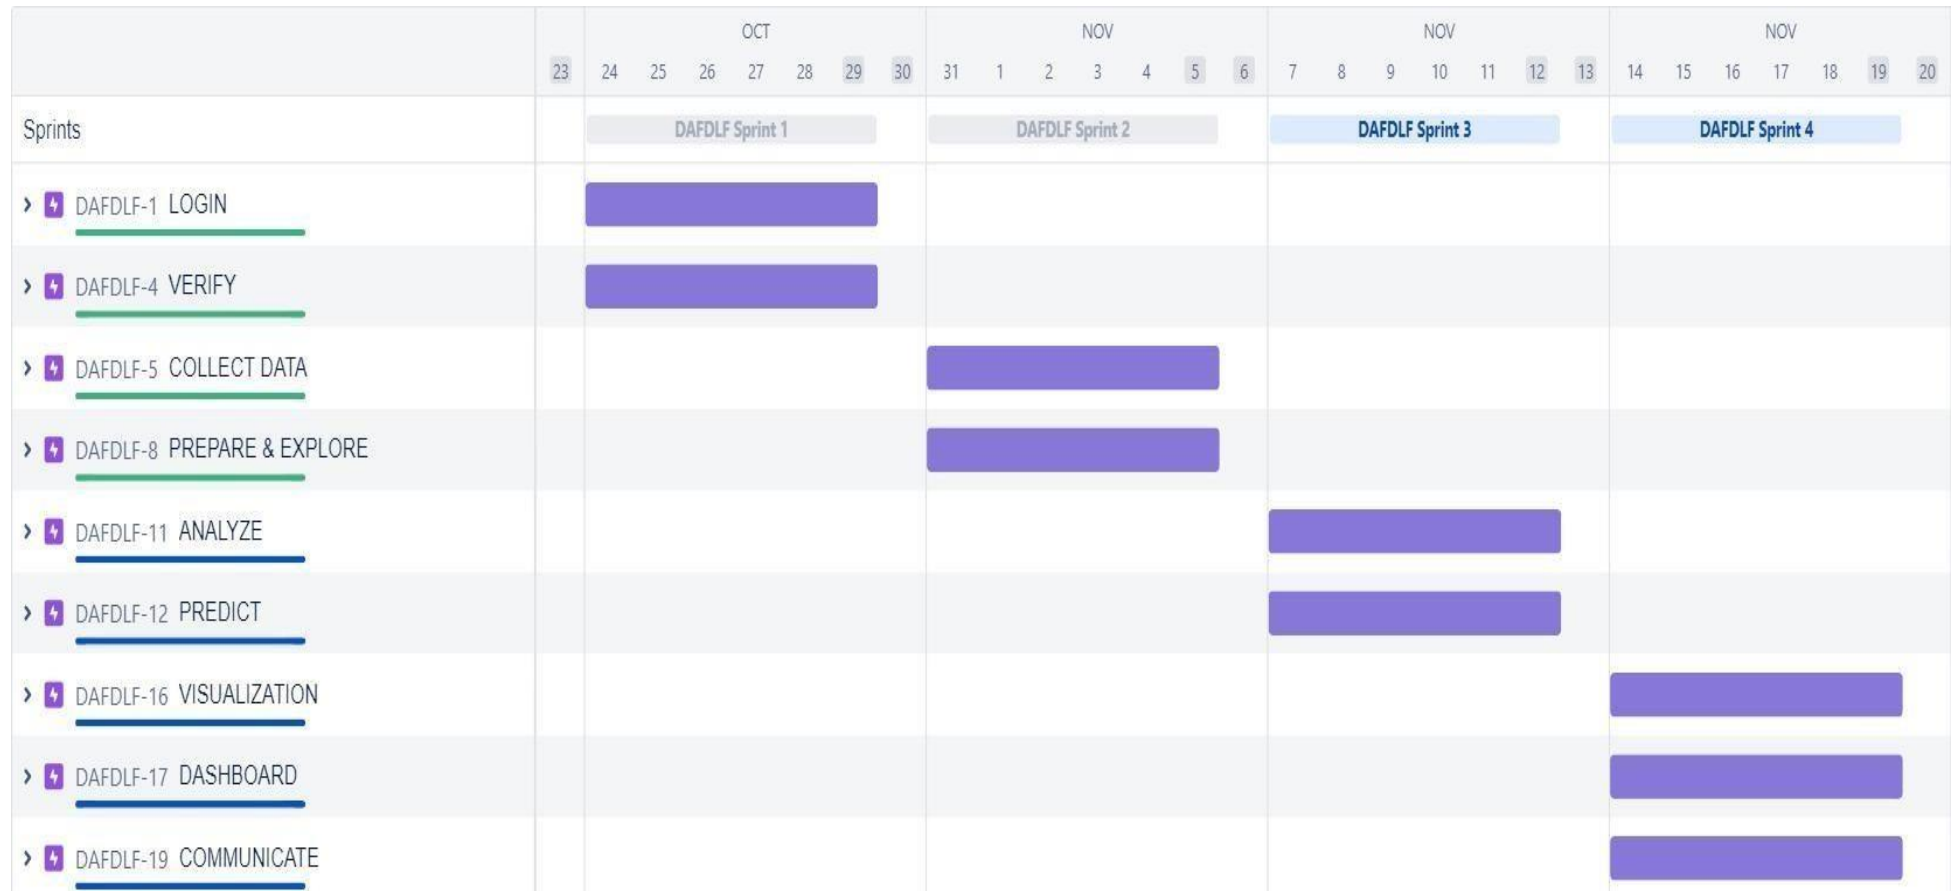 OCT NOV NOV NOV
23 24 25 26 27 28 29 30 31 1 2 3 4 5 6 7 8 9 10 11 12 13 14 15 16 17 18 19 20
Sprints DAFDLF Sprint 1 DAFDLF Sprint 2 DAFDLF Sprint 3 DAFDLF Sprint 4
DAFDLF-1 LOGIN
DAFDLF-4 VERIFY
DAFDLF-5 COLLECT DATA
DAFDLF-8 PREPARE & EXPLORE
DAFDLF-11 ANALYZE
DAFDLF-12 PREDICT
DAFDLF-16 VISUALIZATION
DAFDLF-17 DASHBOARD
DAFDLF-19 COMMUNICATE